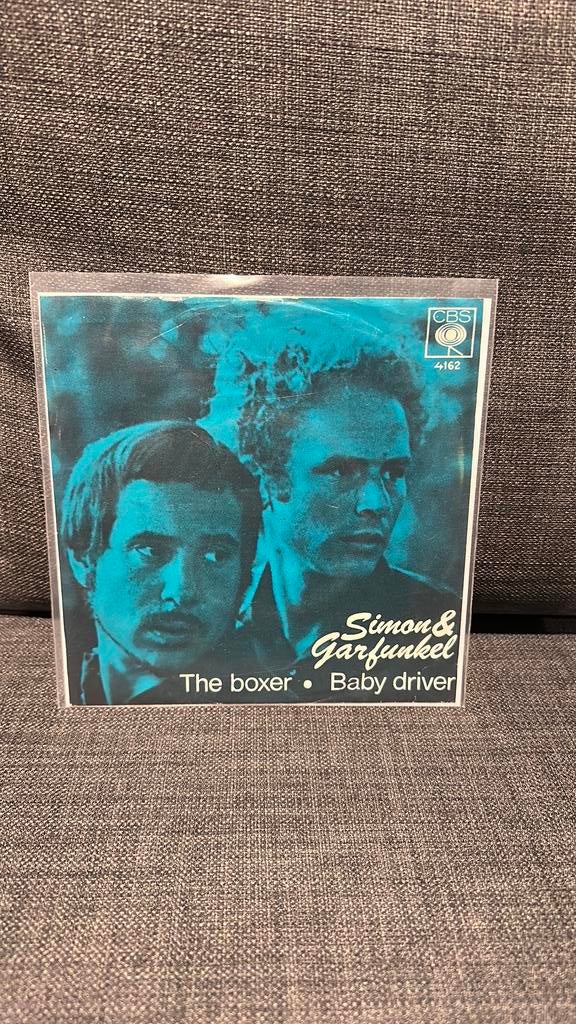 CBS
4162
Simon &
Garfunkel
The boxer • Baby driver